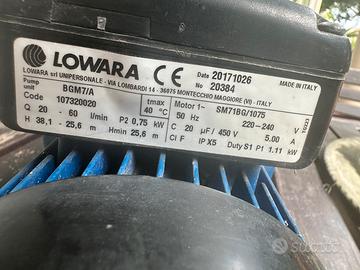 LOWARA CE
Date 20171026
No 20384
MADE IN ITALY
LOWARA srl UNIPERSONALE - VIA LOMBARDI 14 - 36075 MONTECCHIO MAGGIORE (VI) - ITALY
Pump unit BGM7/A
Code 107320020
tmax 40 °C
Motor 1~ SM71BG/1075
50 Hz 220-240 V
Q 20 - 60 l/min P2 0,75 kW C 20 µF/ 450 V 5.00 A
H 38,1 - 25,6 m Hmin 25,6 m Cl F IP X5 Duty S1 P1 1.11 kW
subito